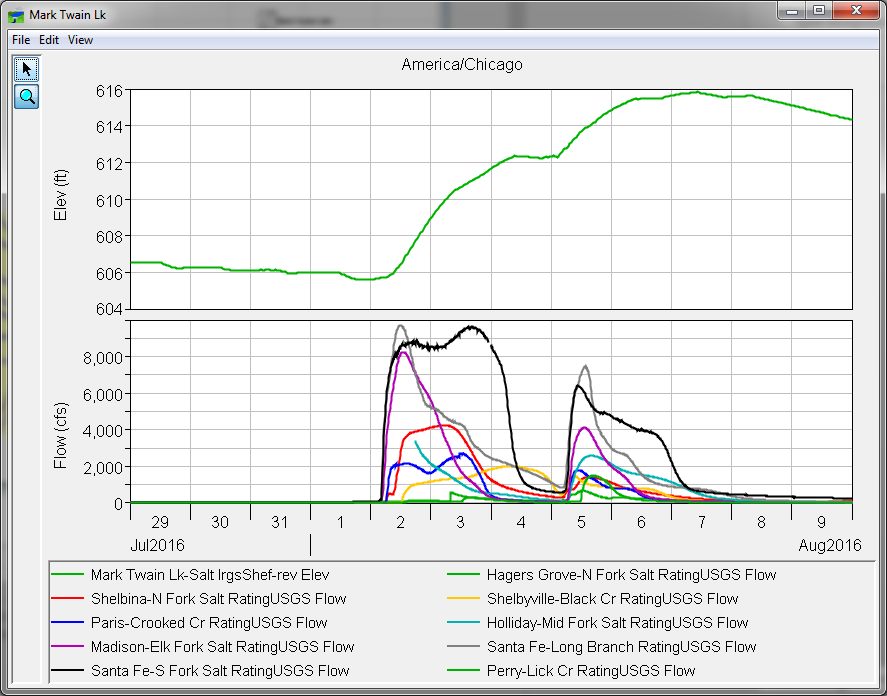 Mark Twain Lk
File Edit View
America/Chicago
616
614
612
610
608
606
604
Elev (ft)
8,000
6,000
4,000
2,000
0
Flow (cfs)
29 30 31 1 2 3 4 5 6 7 8 9
Jul2016 Aug2016
Mark Twain Lk-Salt lrgsShef-rev Elev Hagers Grove-N Fork Salt RatingUSGS Flow
Shelbina-N Fork Salt RatingUSGS Flow Shelbyville-Black Cr RatingUSGS Flow
Paris-Crooked Cr RatingUSGS Flow Holliday-Mid Fork Salt RatingUSGS Flow
Madison-Elk Fork Salt RatingUSGS Flow Santa Fe-Long Branch RatingUSGS Flow
Santa Fe-S Fork Salt RatingUSGS Flow Perry-Lick Cr RatingUSGS Flow